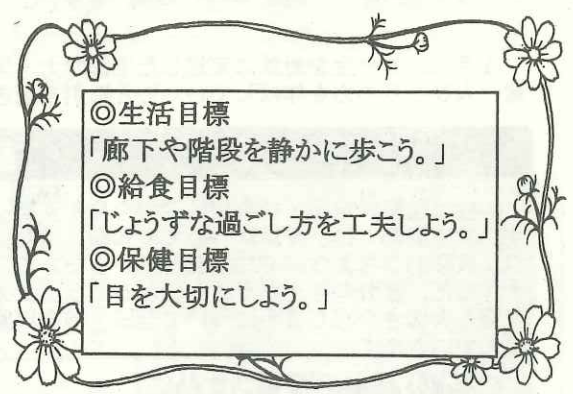 ◎生活目標
「廊下や階段を静かに歩こう。」
◎給食目標
「じょうずな過ごし方を工夫しよう。」
◎保健目標
「目を大切にしよう。」